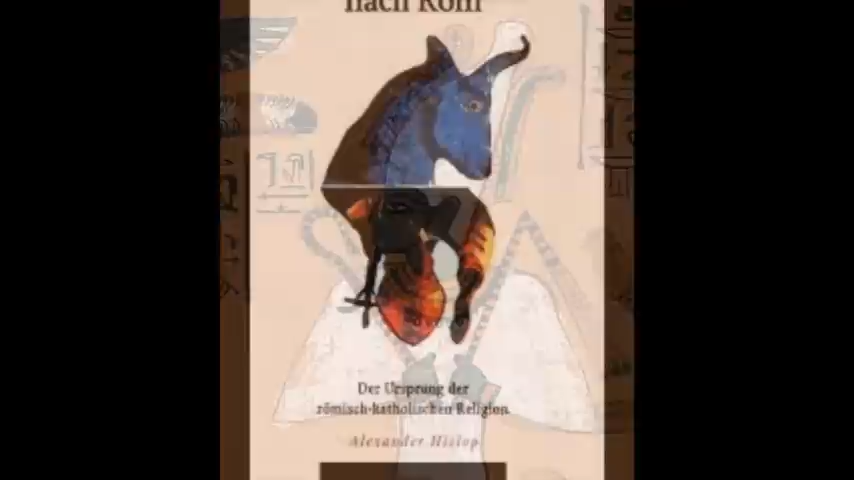 nach Rom
Der Ursprung der
römisch-katholischen Religion
Alexander Hislop